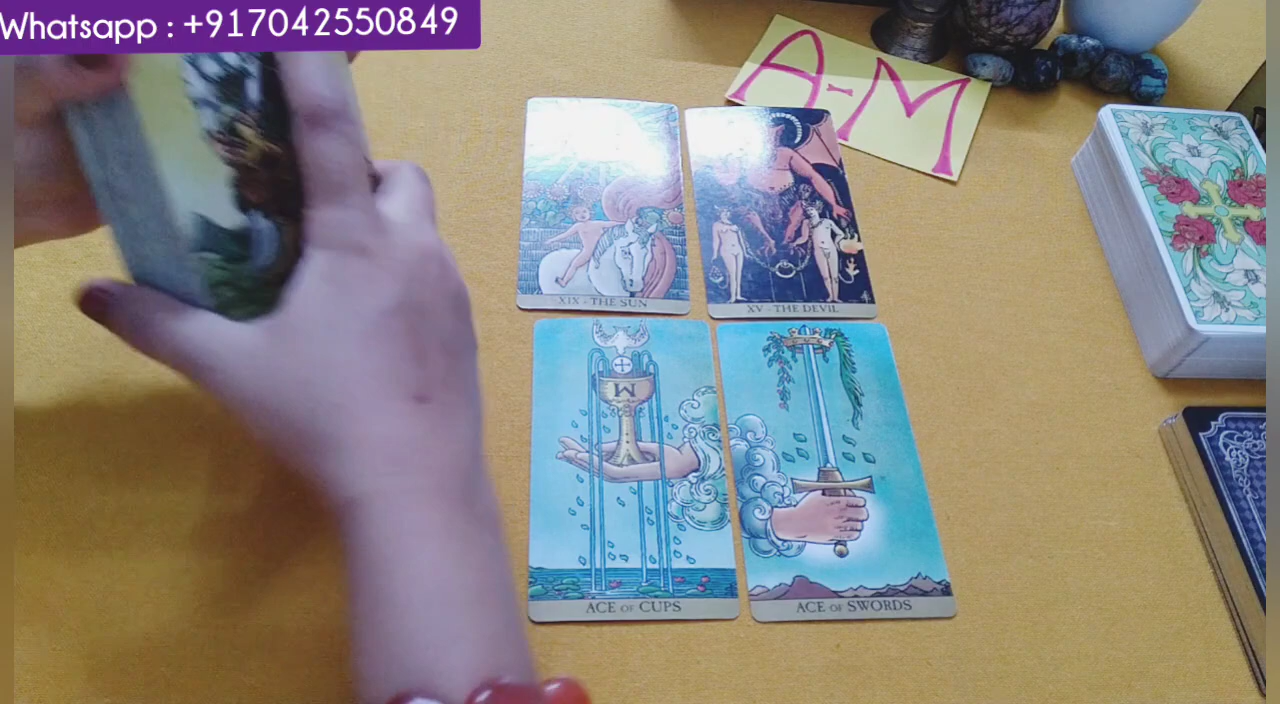 Whatsapp : +917042550849
A-M
XIX - THE SUN
XV - THE DEVIL
ACE OF CUPS
ACE OF SWORDS